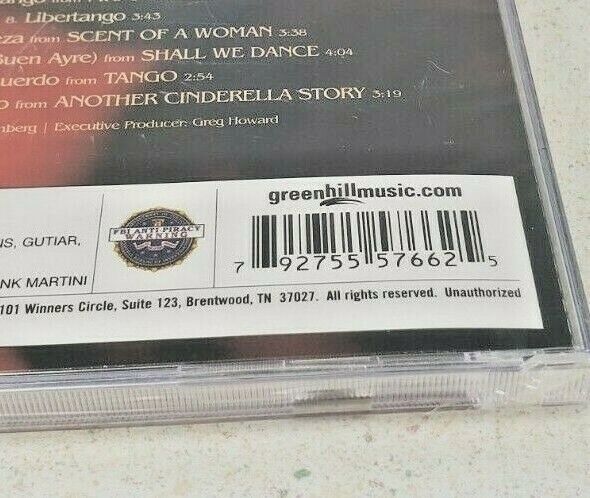 8. Libertango 3:43
from SCENT OF A WOMAN 3:38
Buen Ayre) from SHALL WE DANCE 4:04
uerdo from TANGO 2:54
from ANOTHER CINDERELLA STORY 3:19
nberg | Executive Producer: Greg Howard
greenhillmusic.com
FBI ANTI-PIRACY
WARNING
NS, GUTIAR,
NK MARTINI
7 92755 57662 5
101 Winners Circle, Suite 123, Brentwood, TN 37027. All rights reserved. Unauthorized